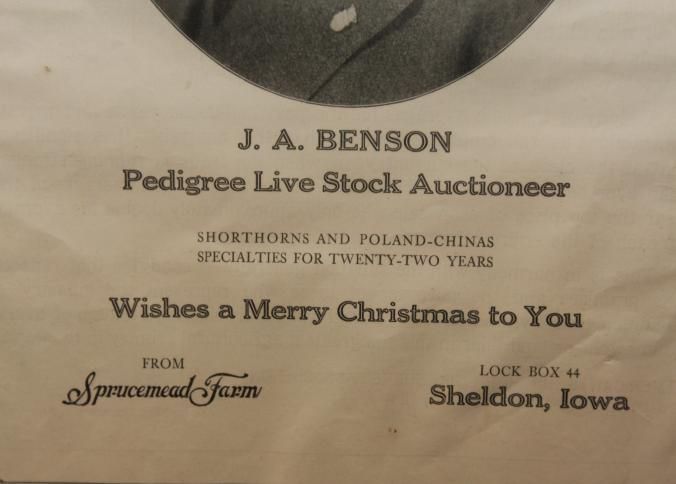 J. A. BENSON
Pedigree Live Stock Auctioneer
SHORTHORNS AND POLAND-CHINAS
SPECIALTIES FOR TWENTY-TWO YEARS
Wishes a Merry Christmas to You
FROM
Sprucemead Farm
LOCK BOX 44
Sheldon, Iowa